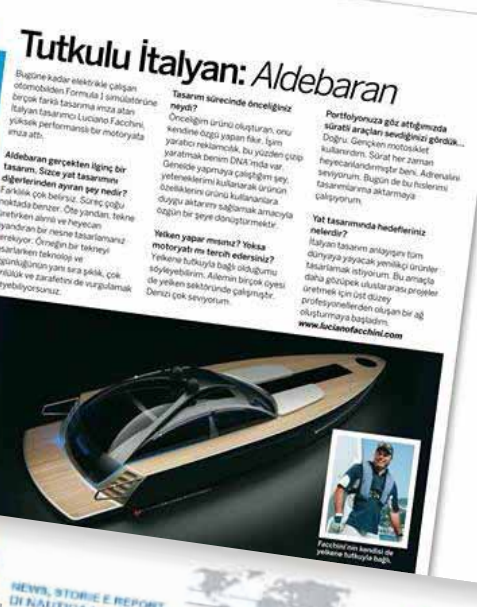 Tutkulu İtalyan: Aldebaran
Bugüne kadar elektrikle çalışan
otomobilden Formula 1 simülatörüne
birçok farklı tasarıma imza atan
İtalyan tasarımcı Luciano Facchini,
yüksek performanslı bir motoryata
imza attı.
Aldebaran gerçekten ilginç bir
tasarım. Sizce yat tasarımını
diğerlerinden ayıran şey nedir?
Farklılık çok belirsiz. Süreç çoğu
noktada benzer. Öte yandan, tekne
üretirken alımlı ve heyecan
uyandıran bir nesne tasarlamanız
gerekiyor. Örneğin bir tekneyi
tasarlarken teknoloji ve
özgünlüğünün yanı sıra şıklık, çok
ünlülük ve zarafetini de vurgulamak
isteyebiliyorsunuz.
Tasarım sürecinde önceliğiniz
neydi?
Önceliğim ürünü oluşturan, onu
kendine özgü yapan fikir. İşim
yaratıcı reklamcılık, bu yüzden çizip
yaratmak benim DNA'mda var.
Genelde yapmaya çalıştığım şey,
yeteneklerimi kullanarak ürünün
özelliklerini ürünü kullananlara
duygu aktarımı sağlamak amacıyla
özgün bir şeye dönüştürmektir.
Yelken yapar mısınız? Yoksa
motoryatı mı tercih edersiniz?
Yelkene tutkuyla bağlı olduğumu
söyleyebilirim. Ailemin birçok üyesi
de yelken sektöründe çalışmıştır.
Denizi çok seviyorum.
Portfolyonuza göz attığımızda
süratli araçları sevdiğinizi gördük...
Doğru. Gençken motosiklet
kullanırdım. Sürat her zaman
heyecanlandırmıştır beni. Adrenalini
seviyorum. Bugün de bu hislerimi
tasarımlarıma aktarmaya
çalışıyorum.
Yat tasarımında hedefleriniz
nelerdir?
İtalyan tasarım anlayışını tüm
dünyaya yayacak yenilikçi ürünler
tasarlamak istiyorum. Bu amaçla
daha gözüpek uluslararası projeler
üretmek için üst düzey
profesyonellerden oluşan bir ağ
oluşturmaya başladım.
www.lucianofacchini.com
Facchini'nin kendisi de
yelkene tutkuyla bağlı.
NEWS, STORIE E REPORT